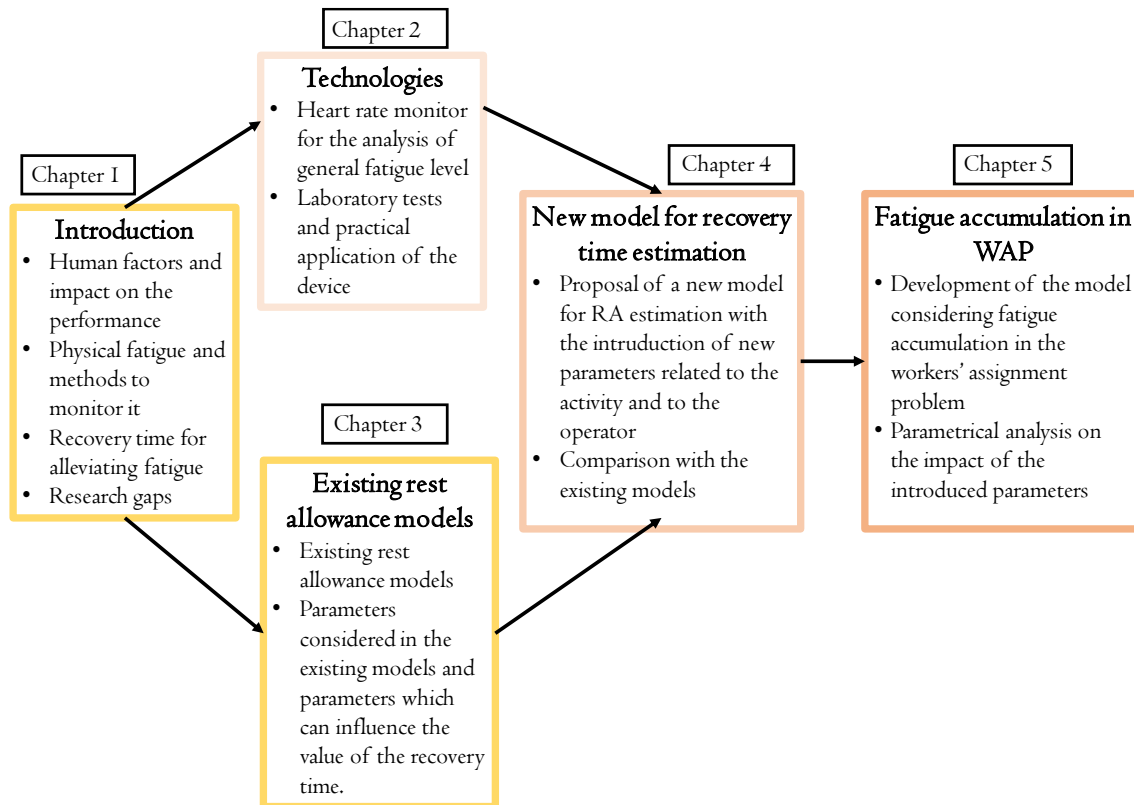 Chapter 1
Introduction
• Human factors and
impact on the
performance
• Physical fatigue and
methods to
monitor it
• Recovery time for
alleviating fatigue
• Research gaps
Chapter 2
Technologies
• Heart rate monitor
for the analysis of
general fatigue level
• Laboratory tests
and practical
application of the
device
Chapter 3
Existing rest
allowance models
• Existing rest
allowance models
• Parameters
considered in the
existing models and
parameters which
can influence the
value of the recovery
time.
Chapter 4
New model for recovery
time estimation
• Proposal of a new model
for RA estimation with
the intruduction of new
parameters related to the
activity and to the
operator
• Comparison with the
existing models
Chapter 5
Fatigue accumulation in
WAP
• Development of the model
considering fatigue
accumulation in the
workers’ assignment
problem
• Parametrical analysis on
the impact of the
introduced parameters